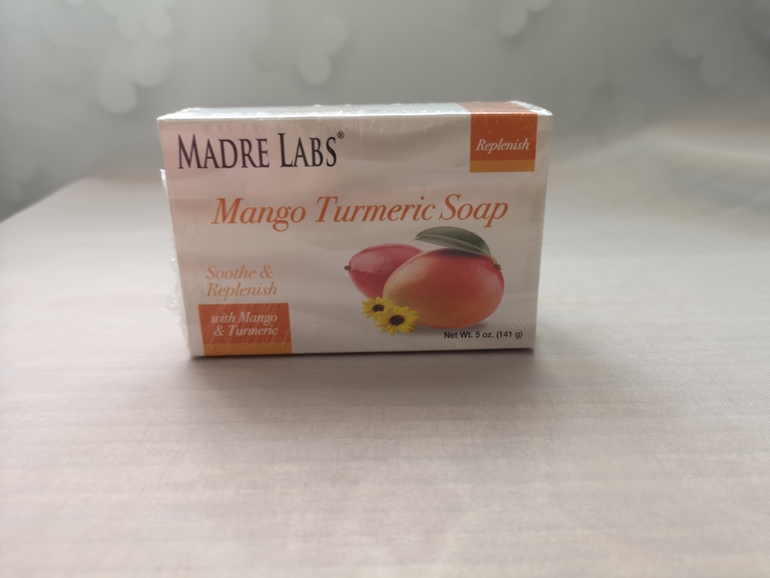 MADRE LABS®
Replenish
Mango Turmeric Soap
Soothe &
Replenish
with Mango
& Turmeric
Net Wt. 5 oz. (141 g)